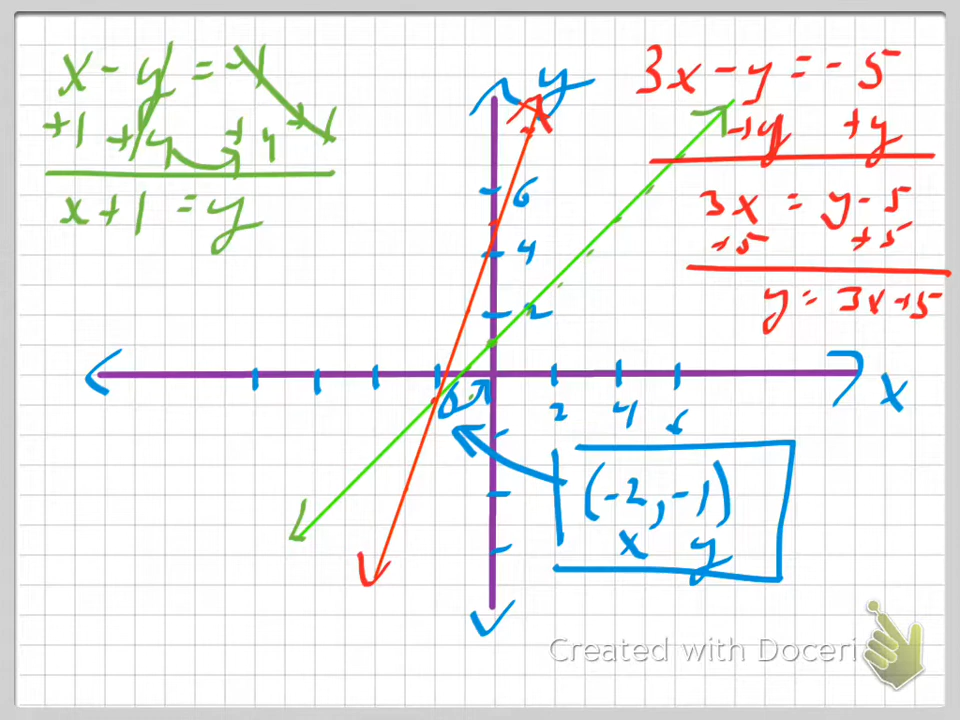 x - y = -1
+1 +y +y +1
x + 1 = y
3x - y = -5
+y +y
3x = y - 5
+5 +5
y = 3x + 5
y
6
4
2
x
2 4 6
(-2, -1)
x y
Created with Doceri